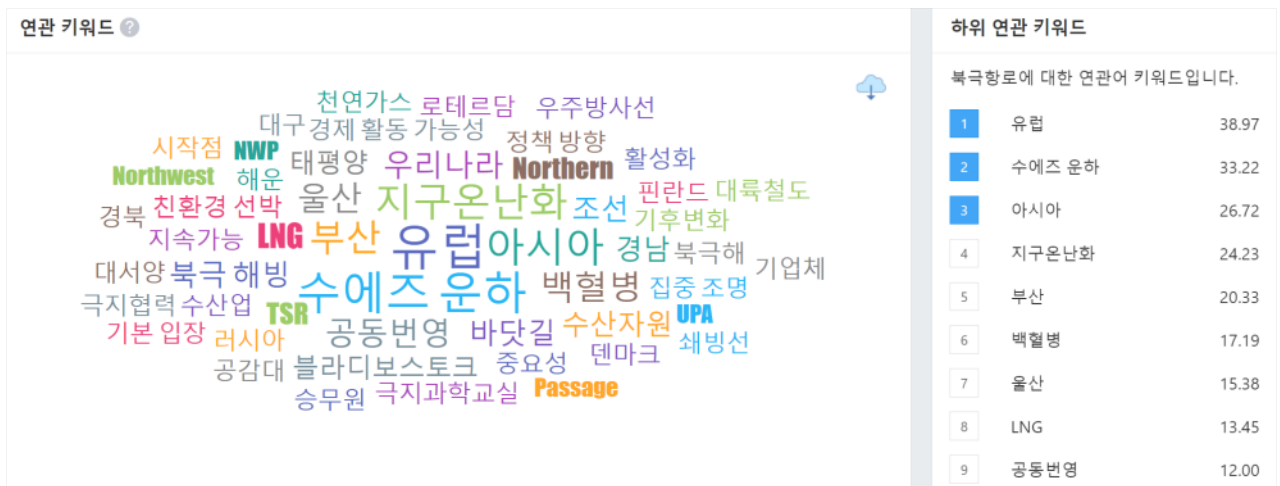 연관 키워드 ?
천연가스 로테르담 우주방사선
대구 경제 활동 가능성 정책 방향
시작점 NWP 태평양 우리나라 Northern 활성화
Northwest 해운 울산 지구온난화 조선 핀란드 대륙철도
경북 친환경 선박 기후변화
지속가능 LNG 부산 유럽 아시아 경남 북극해
대서양 북극 해빙 수에즈 운하 백혈병 집중 조명 기업체
극지협력 수산업 TSR 공동번영 바닷길 수산자원 UPA
기본 입장 러시아 쇄빙선
공감대 블라디보스토크 중요성 덴마크
승무원 극지과학교실 Passage
하위 연관 키워드
북극항로에 대한 연관어 키워드입니다.
1 유럽 38.97
2 수에즈 운하 33.22
3 아시아 26.72
4 지구온난화 24.23
5 부산 20.33
6 백혈병 17.19
7 울산 15.38
8 LNG 13.45
9 공동번영 12.00